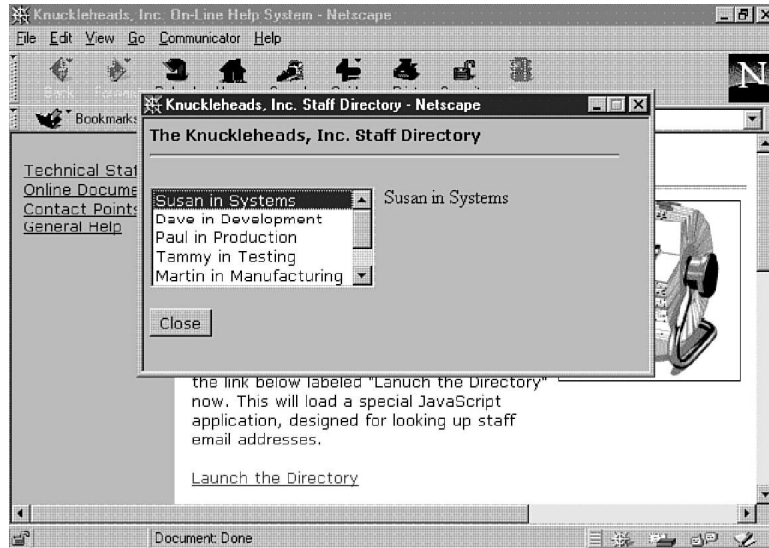 Knuckleheads, Inc. On-Line Help System - Netscape
File Edit View Go Communicator Help
N
Bookmarks
Knuckleheads, Inc. Staff Directory - Netscape
The Knuckleheads, Inc. Staff Directory
Technical Staf
Online Docume
Contact Points
General Help
Susan in Systems
Dave in Development
Paul in Production
Tammy in Testing
Martin in Manufacturing
Susan in Systems
Close
the link below labeled "Lanuch the Directory"
now. This will load a special JavaScript
application, designed for looking up staff
email addresses.
Launch the Directory
Document: Done